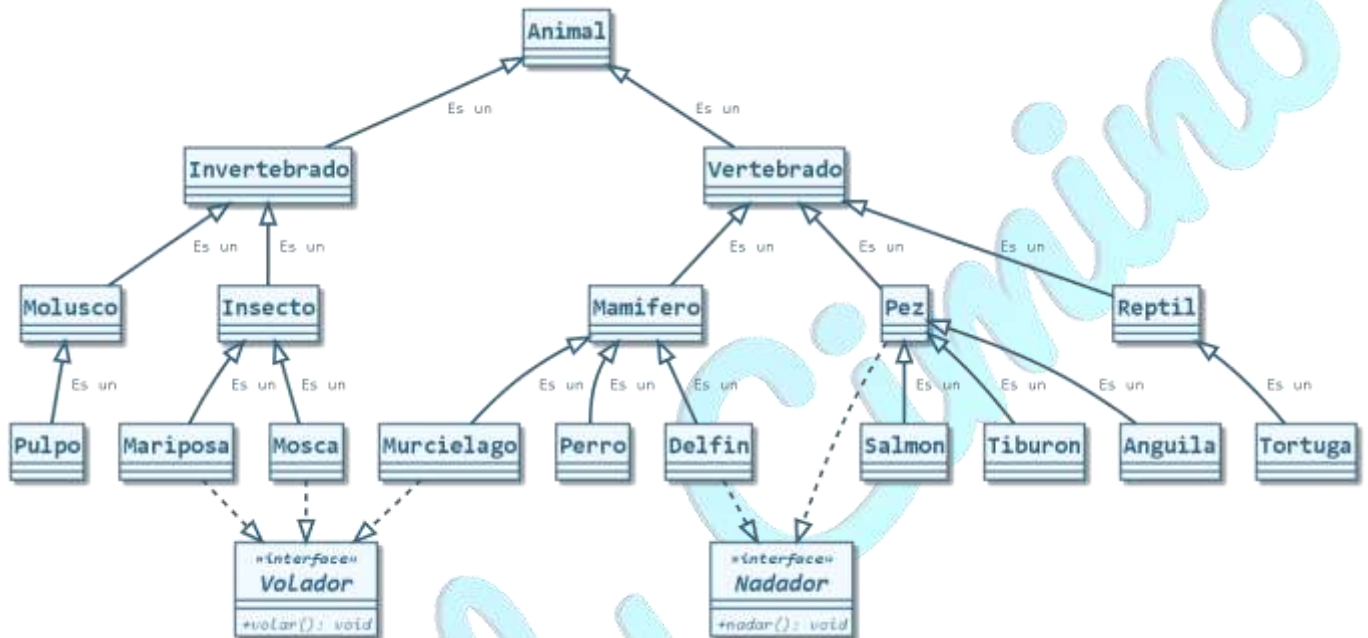 Animal
Es un
Es un
Invertebrado
Vertebrado
Es un
Es un
Es un
Es un
Es un
Molusco
Insecto
Mamifero
Pez
Reptil
Es un
Es un
Es un
Es un
Es un
Es un
Es un
Es un
Es un
Es un
Pulpo
Mariposa
Mosca
Murcielago
Perro
Delfin
Salmon
Tiburon
Anguila
Tortuga
«interface»
Volador
+volar(): void
«interface»
Nadador
+nadar(): void
Cimino